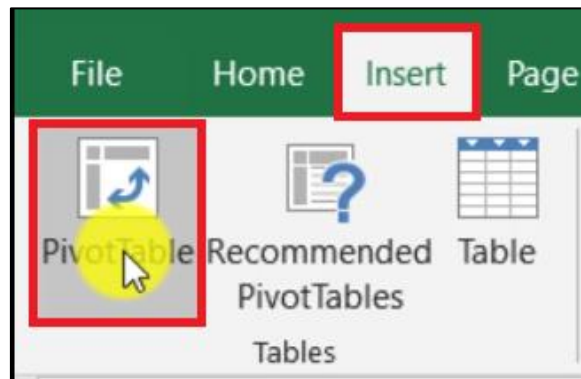 File Home Insert Page
PivotTable Recommended Table
PivotTables
Tables